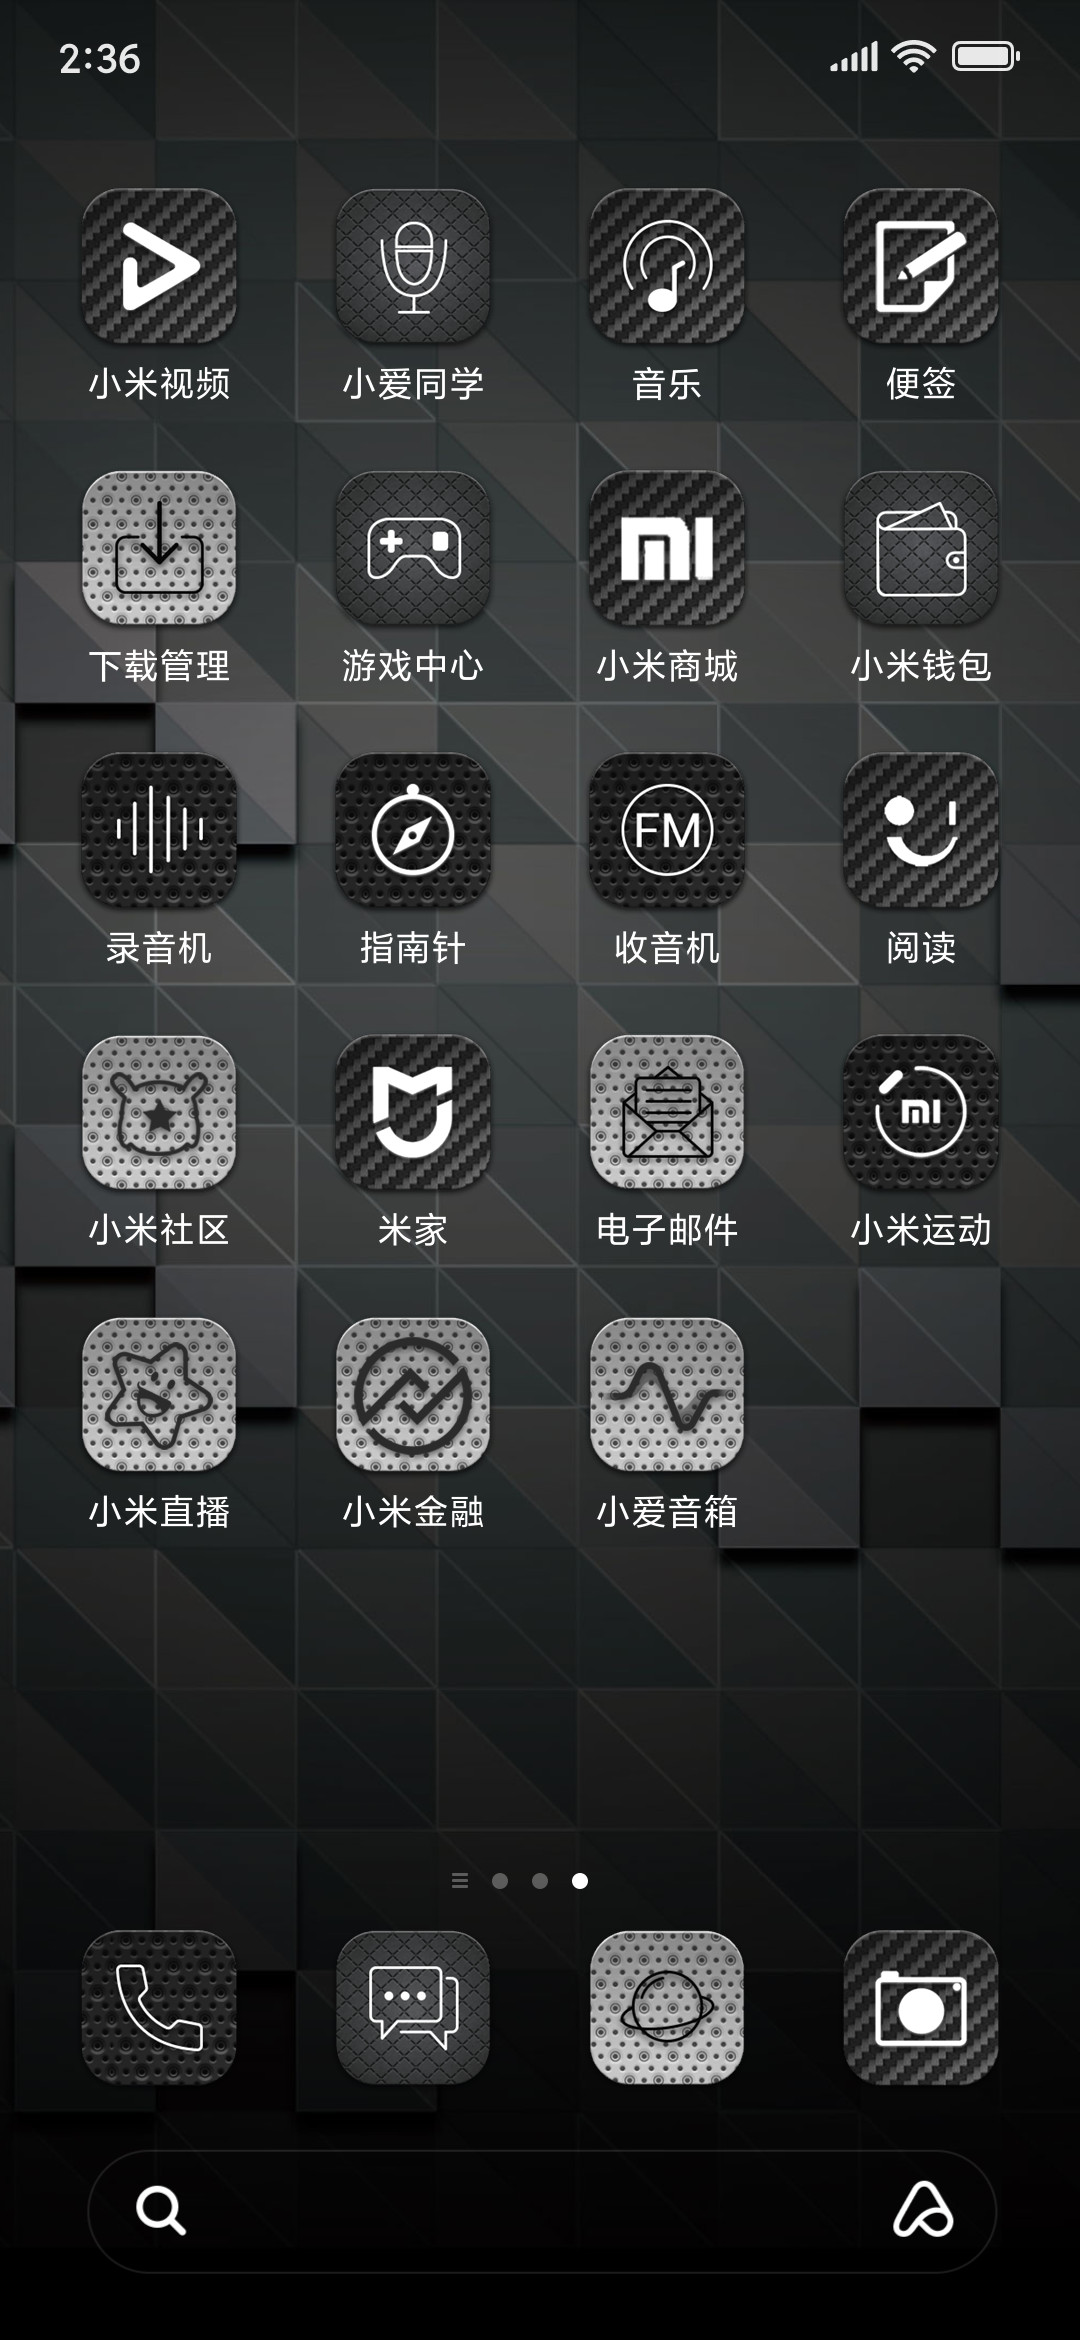 2:36
小米视频
小爱同学
音乐
便签
mi
下载管理
游戏中心
小米商城
小米钱包
FM
录音机
指南针
收音机
阅读
mi
小米社区
米家
电子邮件
小米运动
小米直播
小米金融
小爱音箱